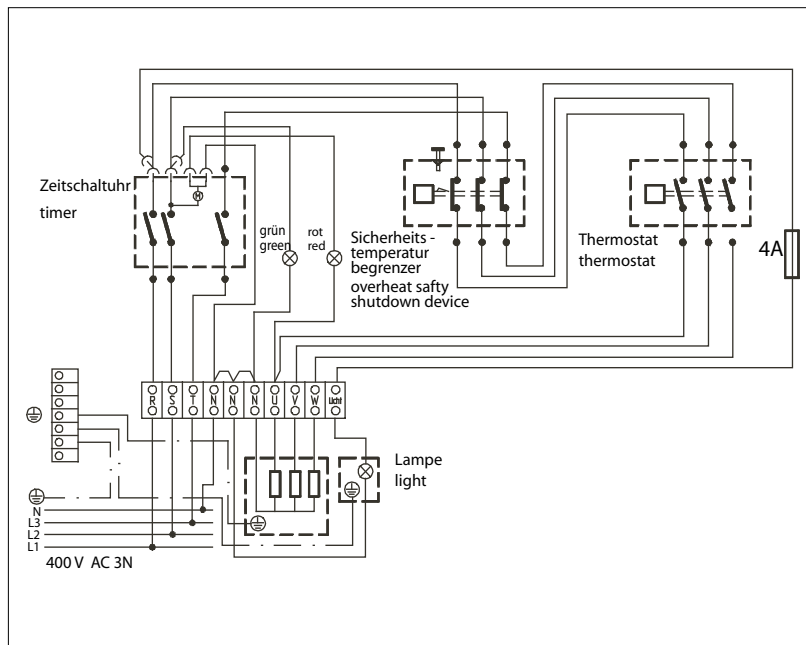 Zeitschaltuhr
timer
grün
green
rot
red
Sicherheits -
temperatur
begrenzer
overheat safty
shutdown device
Thermostat
thermostat
4A
M
R S T N N N U V W Licht
Lampe
light
N
L3
L2
L1
400 V AC 3N